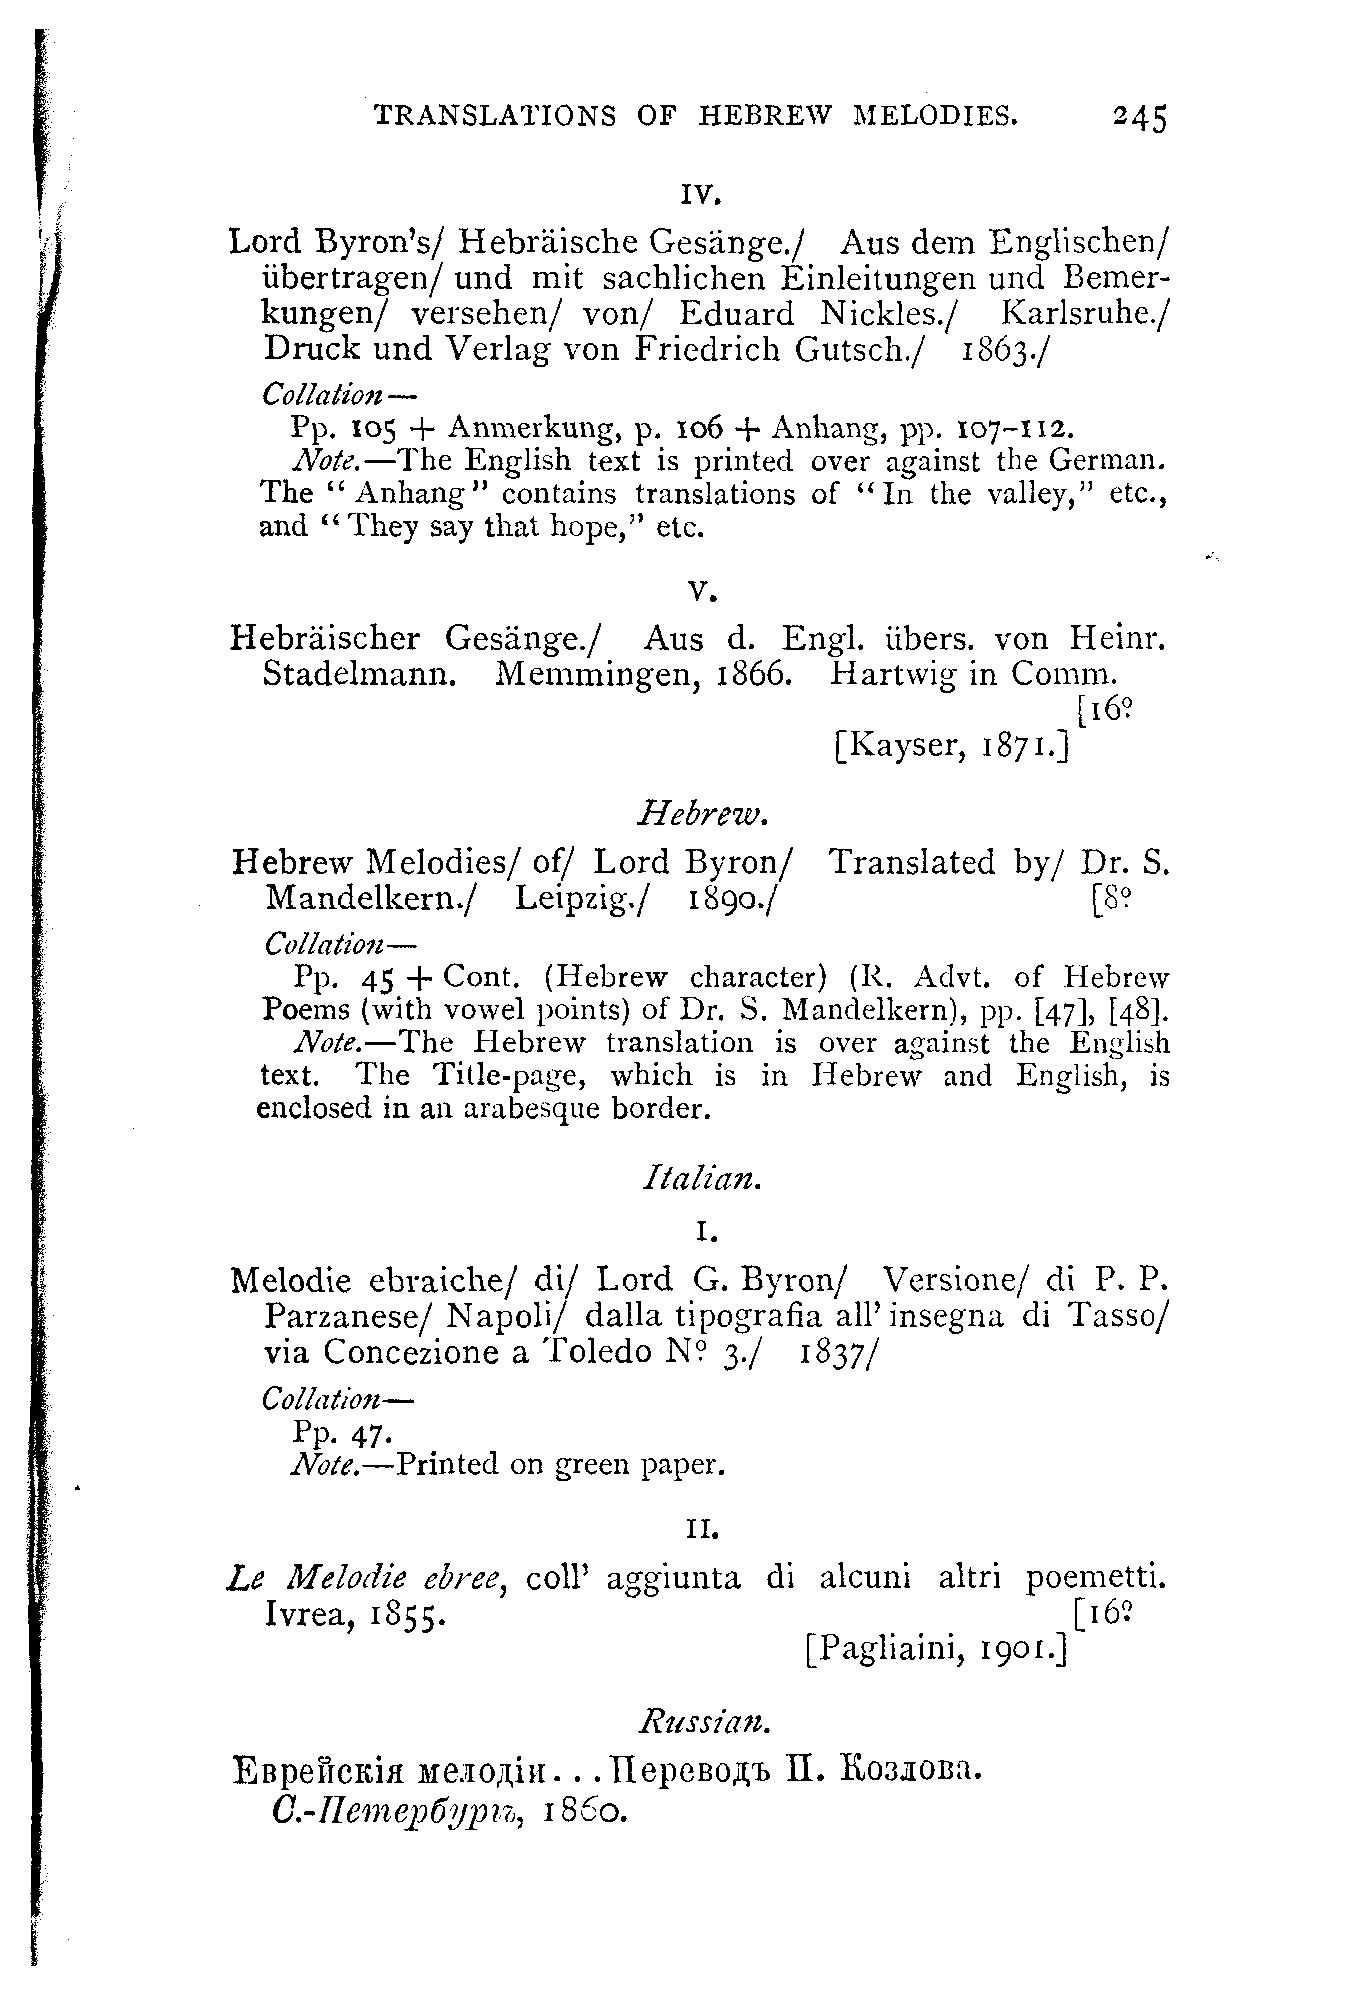 TRANSLATIONS OF HEBREW MELODIES. 245
IV.
Lord Byron's/ Hebräische Gesänge./ Aus dem Englischen/
übertragen/ und mit sachlichen Einleitungen und Bemer-
kungen/ versehen/ von/ Eduard Nickles./ Karlsruhe./
Druck und Verlag von Friedrich Gutsch./ 1863./
Collation—
Pp. 105 + Anmerkung, p. 106 + Anhang, pp. 107–112.
Note.—The English text is printed over against the German.
The "Anhang" contains translations of "In the valley," etc.,
and "They say that hope," etc.
V.
Hebräischer Gesänge./ Aus d. Engl. übers. von Heinr.
Stadelmann. Memmingen, 1866. Hartwig in Comm.
[16º
[Kayser, 1871.]
Hebrew.
Hebrew Melodies/ of/ Lord Byron/ Translated by/ Dr. S.
Mandelkern./ Leipzig./ 1890./ [8º
Collation—
Pp. 45 + Cont. (Hebrew character) (R. Advt. of Hebrew
Poems (with vowel points) of Dr. S. Mandelkern), pp. [47], [48].
Note.—The Hebrew translation is over against the English
text. The Title-page, which is in Hebrew and English, is
enclosed in an arabesque border.
Italian.
I.
Melodie ebraiche/ di/ Lord G. Byron/ Versione/ di P. P.
Parzanese/ Napoli/ dalla tipografia all' insegna di Tasso/
via Concezione a Toledo Nº 3./ 1837/
Collation—
Pp. 47.
Note.—Printed on green paper.
II.
Le Melodie ebree, coll' aggiunta di alcuni altri poemetti.
Ivrea, 1855. [16º
[Pagliaini, 1901.]
Russian.
Еврейскія мелодіи...Переводъ П. Козлова.
С.-Петербургъ, 1860.